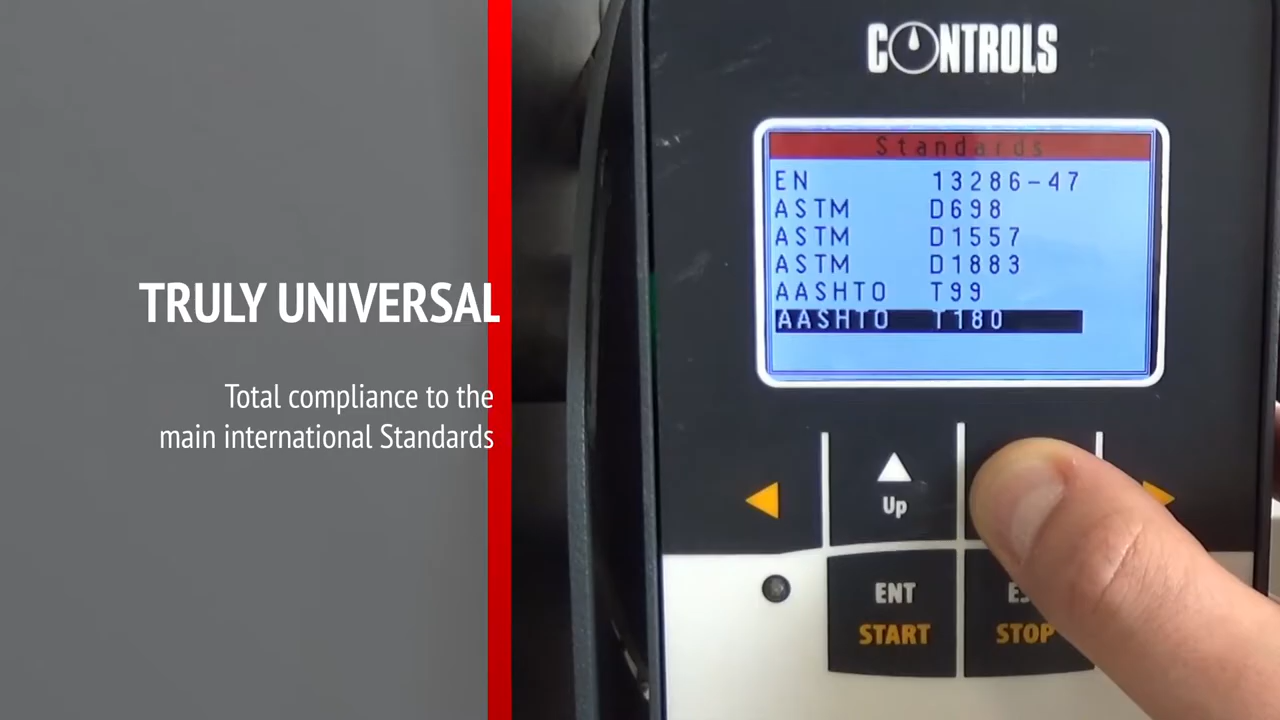 TRULY UNIVERSAL
Total compliance to the
main international Standards
CONTROLS
Standards
EN 13286-47
ASTM D698
ASTM D1557
ASTM D1883
AASHTO T99
AASHTO T180
Up
ENT
START
STOP